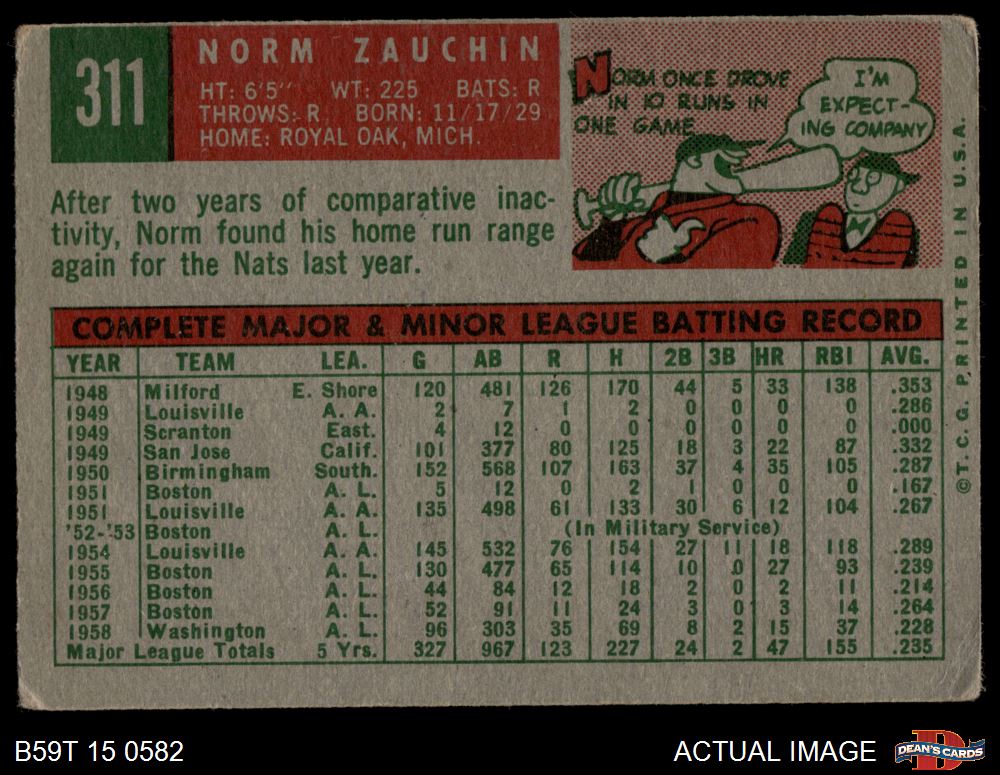 311
NORM ZAUCHIN
HT: 6'5" WT: 225 BATS: R
THROWS: R BORN: 11/17/29
HOME: ROYAL OAK, MICH.
NORM ONCE DROVE
IN 10 RUNS IN
ONE GAME
I'M
EXPECT-
ING COMPANY
After two years of comparative inac-
tivity, Norm found his home run range
again for the Nats last year.
COMPLETE MAJOR & MINOR LEAGUE BATTING RECORD
YEAR TEAM LEA. G AB R H 2B 3B HR RBI AVG.
1948 Milford E. Shore 120 481 126 170 44 5 33 138 .353
1949 Louisville A. A. 2 7 1 2 0 0 0 0 .286
1949 Scranton East. 4 12 0 0 0 0 0 0 .000
1949 San Jose Calif. 101 377 80 125 18 3 22 87 .332
1950 Birmingham South. 152 568 107 163 37 4 35 105 .287
1951 Boston A. L. 5 12 0 2 1 0 0 0 .167
1951 Louisville A. A. 135 498 61 133 30 6 12 104 .267
'52-'53 Boston A. L. (In Military Service)
1954 Louisville A. A. 145 532 76 154 27 11 18 118 .289
1955 Boston A. L. 130 477 65 114 10 0 27 93 .239
1956 Boston A. L. 44 84 12 18 2 0 2 11 .214
1957 Boston A. L. 52 91 11 24 3 0 3 14 .264
1958 Washington A. L. 96 303 35 69 8 2 15 37 .228
Major League Totals 5 Yrs. 327 967 123 227 24 2 47 155 .235
©T.C.G. PRINTED IN U.S.A.
B59T 15 0582
ACTUAL IMAGE
DEAN'S CARDS